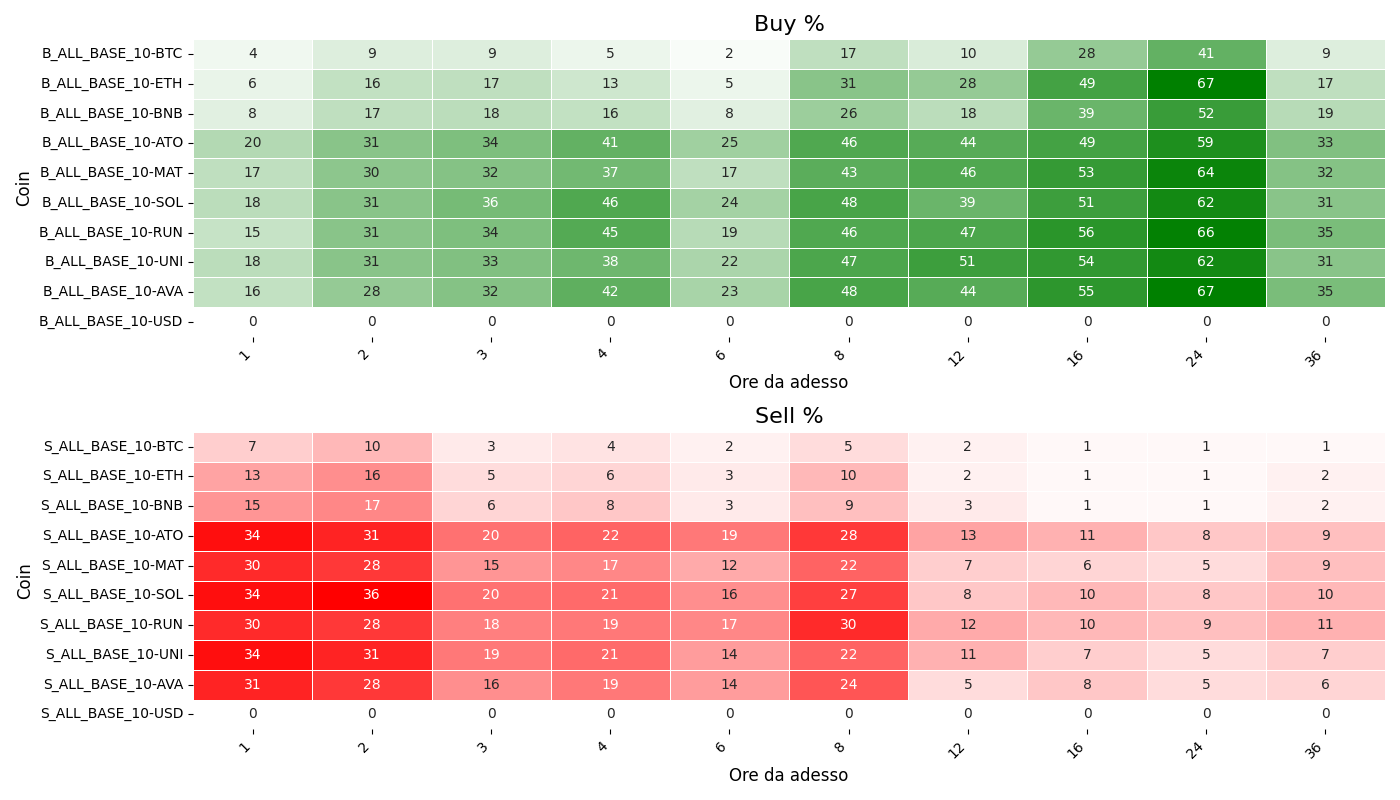 Buy %
Coin
B_ALL_BASE_10-BTC 4 9 9 5 2 17 10 28 41 9
B_ALL_BASE_10-ETH 6 16 17 13 5 31 28 49 67 17
B_ALL_BASE_10-BNB 8 17 18 16 8 26 18 39 52 19
B_ALL_BASE_10-ATO 20 31 34 41 25 46 44 49 59 33
B_ALL_BASE_10-MAT 17 30 32 37 17 43 46 53 64 32
B_ALL_BASE_10-SOL 18 31 36 46 24 48 39 51 62 31
B_ALL_BASE_10-RUN 15 31 34 45 19 46 47 56 66 35
B_ALL_BASE_10-UNI 18 31 33 38 22 47 51 54 62 31
B_ALL_BASE_10-AVA 16 28 32 42 23 48 44 55 67 35
B_ALL_BASE_10-USD 0 0 0 0 0 0 0 0 0 0
1 2 3 4 6 8 12 16 24 36
Ore da adesso
Sell %
Coin
S_ALL_BASE_10-BTC 7 10 3 4 2 5 2 1 1 1
S_ALL_BASE_10-ETH 13 16 5 6 3 10 2 1 1 2
S_ALL_BASE_10-BNB 15 17 6 8 3 9 3 1 1 2
S_ALL_BASE_10-ATO 34 31 20 22 19 28 13 11 8 9
S_ALL_BASE_10-MAT 30 28 15 17 12 22 7 6 5 9
S_ALL_BASE_10-SOL 34 36 20 21 16 27 8 10 8 10
S_ALL_BASE_10-RUN 30 28 18 19 17 30 12 10 9 11
S_ALL_BASE_10-UNI 34 31 19 21 14 22 11 7 5 7
S_ALL_BASE_10-AVA 31 28 16 19 14 24 5 8 5 6
S_ALL_BASE_10-USD 0 0 0 0 0 0 0 0 0 0
1 2 3 4 6 8 12 16 24 36
Ore da adesso